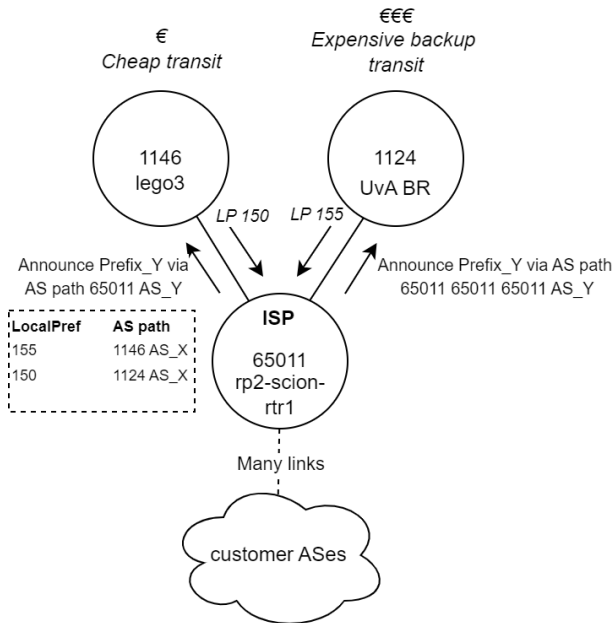 €
Cheap transit
€€€
Expensive backup
transit
1146
lego3
1124
UvA BR
LP 150
LP 155
Announce Prefix_Y via
AS path 65011 AS_Y
Announce Prefix_Y via AS path
65011 65011 65011 AS_Y
LocalPref AS path
155 1146 AS_X
150 1124 AS_X
ISP
65011
rp2-scion-
rtr1
Many links
customer ASes